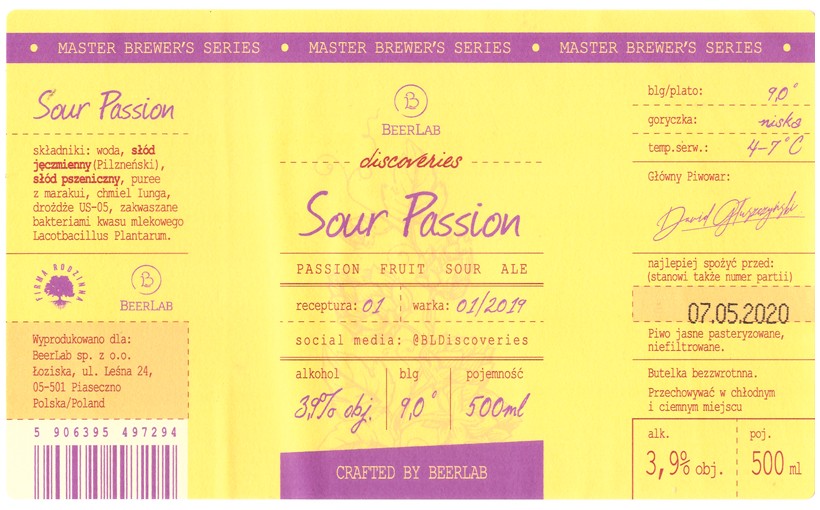 • MASTER BREWER'S SERIES • MASTER BREWER'S SERIES • MASTER BREWER'S SERIES •
Sour Passion
składniki: woda, słód
jęczmienny(Pilzneński),
słód pszeniczny, puree
z marakui, chmiel Iunga,
drożdże US-05, zakwaszane
bakteriami kwasu mlekowego
Lacotbacillus Plantarum.
FIRMA RODZINNA
B
BEERLAB
Wyprodukowano dla:
BeerLab sp. z o.o.
Łoziska, ul. Leśna 24,
05-501 Piaseczno
Polska/Poland
5 906395 497294
B
BEERLAB
discoveries
Sour Passion
PASSION FRUIT SOUR ALE
receptura: 01 warka: 01/2019
social media: @BLDiscoveries
alkohol blg pojemność
3,9% obj. 9,0° 500ml
CRAFTED BY BEERLAB
blg/plato: 9,0°
goryczka: niska
temp.serw.: 4-7°C
Główny Piwowar:
Dawid Głuszczyński
najlepiej spożyć przed:
(stanowi także numer partii)
07.05.2020
Piwo jasne pasteryzowane,
niefiltrowane.
Butelka bezzwrotnna.
Przechowywać w chłodnym
i ciemnym miejscu
alk. poj.
3,9% obj. 500 ml